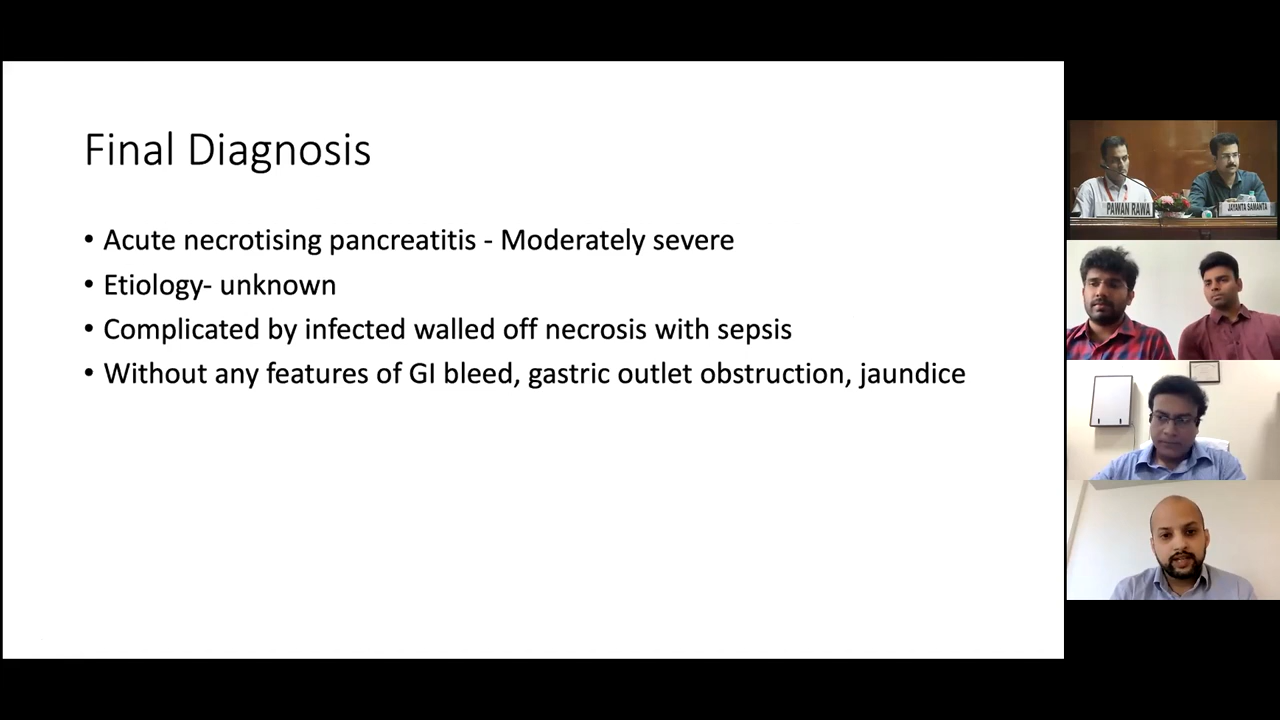 Final Diagnosis
• Acute necrotising pancreatitis - Moderately severe
• Etiology- unknown
• Complicated by infected walled off necrosis with sepsis
• Without any features of GI bleed, gastric outlet obstruction, jaundice
PAWAN RAWA
JAYANTA SAMANTA